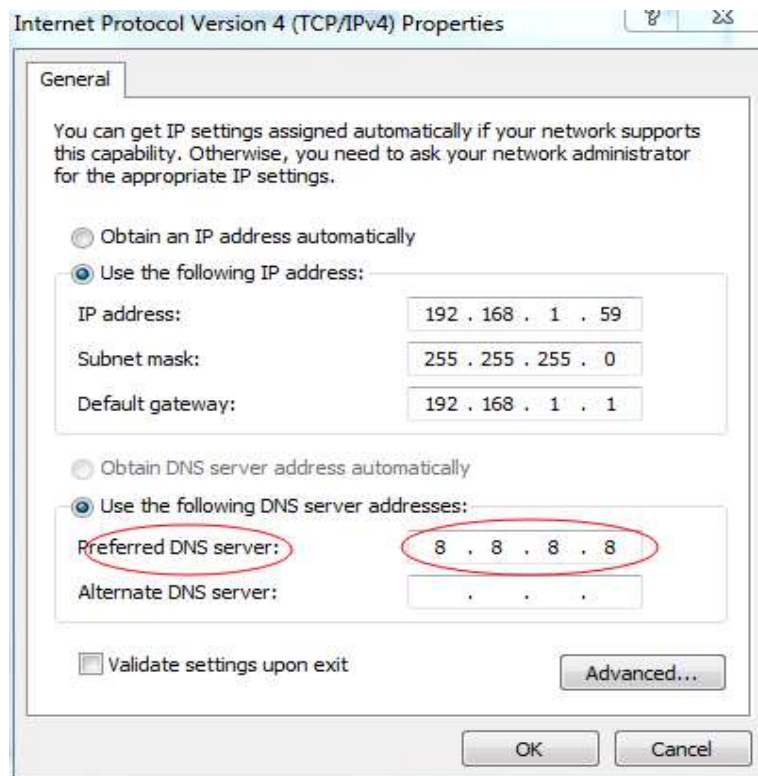 Internet Protocol Version 4 (TCP/IPv4) Properties
General
You can get IP settings assigned automatically if your network supports
this capability. Otherwise, you need to ask your network administrator
for the appropriate IP settings.
Obtain an IP address automatically
Use the following IP address:
IP address: 192 . 168 . 1 . 59
Subnet mask: 255 . 255 . 255 . 0
Default gateway: 192 . 168 . 1 . 1
Obtain DNS server address automatically
Use the following DNS server addresses:
Preferred DNS server: 8 . 8 . 8 . 8
Alternate DNS server: . . .
Validate settings upon exit
Advanced...
OK Cancel